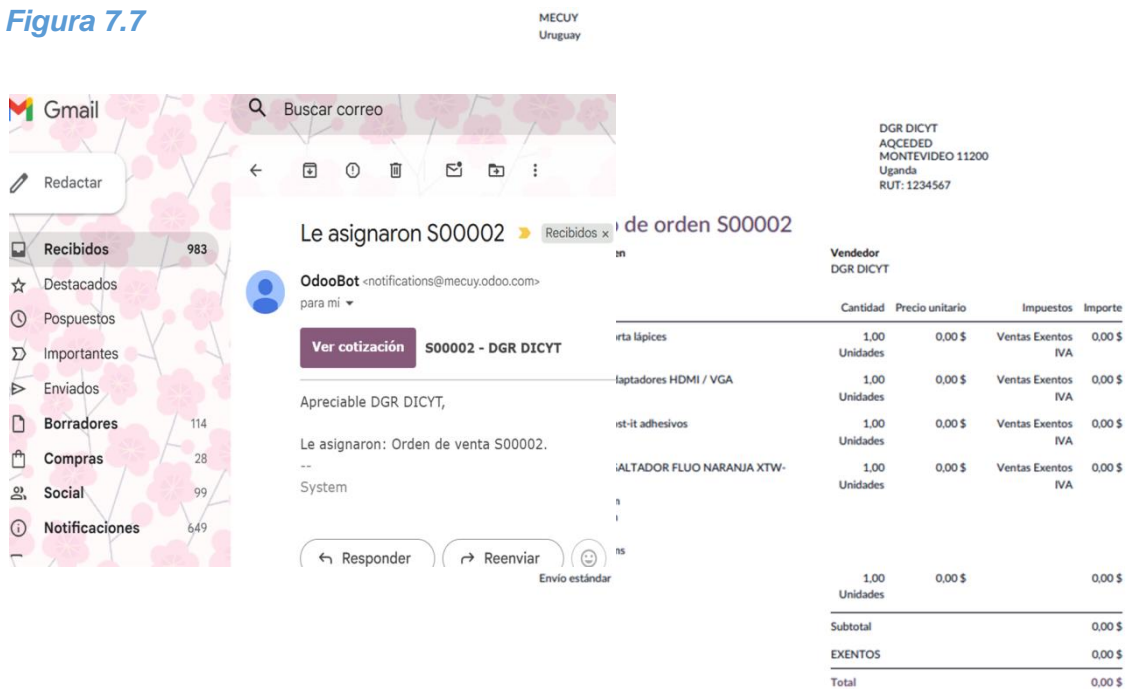 Figura 7.7
MECUY
Uruguay
Gmail
Redactar
Recibidos 983
Destacados
Pospuestos
Importantes
Enviados
Borradores 114
Compras 28
Social 99
Notificaciones 649
Buscar correo
Le asignaron S00002 Recibidos x
OdooBot <notifications@mecuy.odoo.com>
para mí
Ver cotización S00002 - DGR DICYT
Apreciable DGR DICYT,
Le asignaron: Orden de venta S00002.
--
System
Responder Reenviar
DGR DICYT
AQCEDED
MONTEVIDEO 11200
Uganda
RUT: 1234567
de orden S00002
Vendedor
DGR DICYT
Cantidad Precio unitario Impuestos Importe
rta lápices 1,00 0,00 $ Ventas Exentos 0,00 $
Unidades IVA
daptadores HDMI / VGA 1,00 0,00 $ Ventas Exentos 0,00 $
Unidades IVA
st-it adhesivos 1,00 0,00 $ Ventas Exentos 0,00 $
Unidades IVA
SALTADOR FLUO NARANJA XTW- 1,00 0,00 $ Ventas Exentos 0,00 $
Unidades IVA
Envío estándar 1,00 0,00 $ 0,00 $
Unidades
Subtotal 0,00 $
EXENTOS 0,00 $
Total 0,00 $